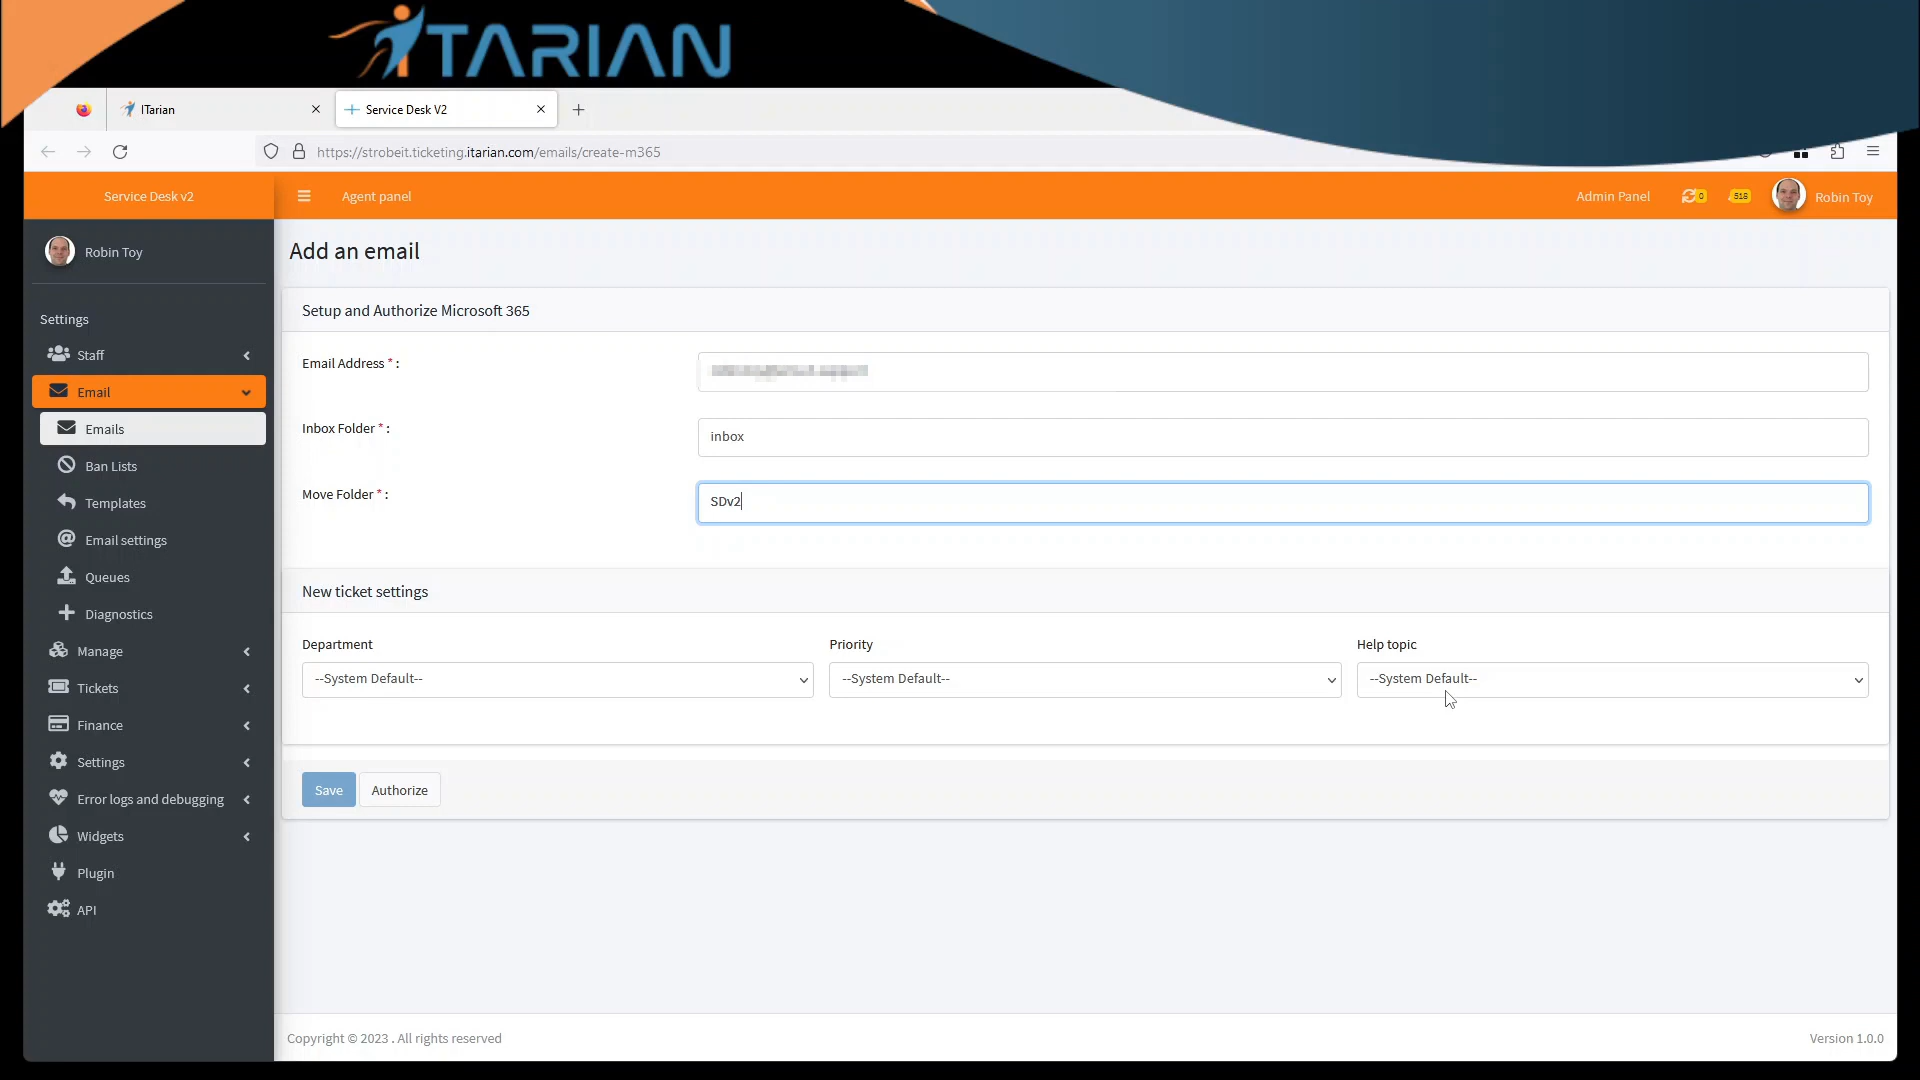 ITARIAN
ITarian
Service Desk V2
https://strobeit.ticketing.itarian.com/emails/create-m365
Service Desk v2
Agent panel
Admin Panel
0
516
Robin Toy
Robin Toy
Add an email
Settings
Setup and Authorize Microsoft 365
Staff
Email Address * :
Email
Emails
Inbox Folder * :
inbox
Ban Lists
Move Folder * :
SDv2
Templates
Email settings
Queues
New ticket settings
Diagnostics
Department
Priority
Help topic
Manage
--System Default--
--System Default--
--System Default--
Tickets
Finance
Settings
Save
Authorize
Error logs and debugging
Widgets
Plugin
API
Copyright © 2023 . All rights reserved
Version 1.0.0